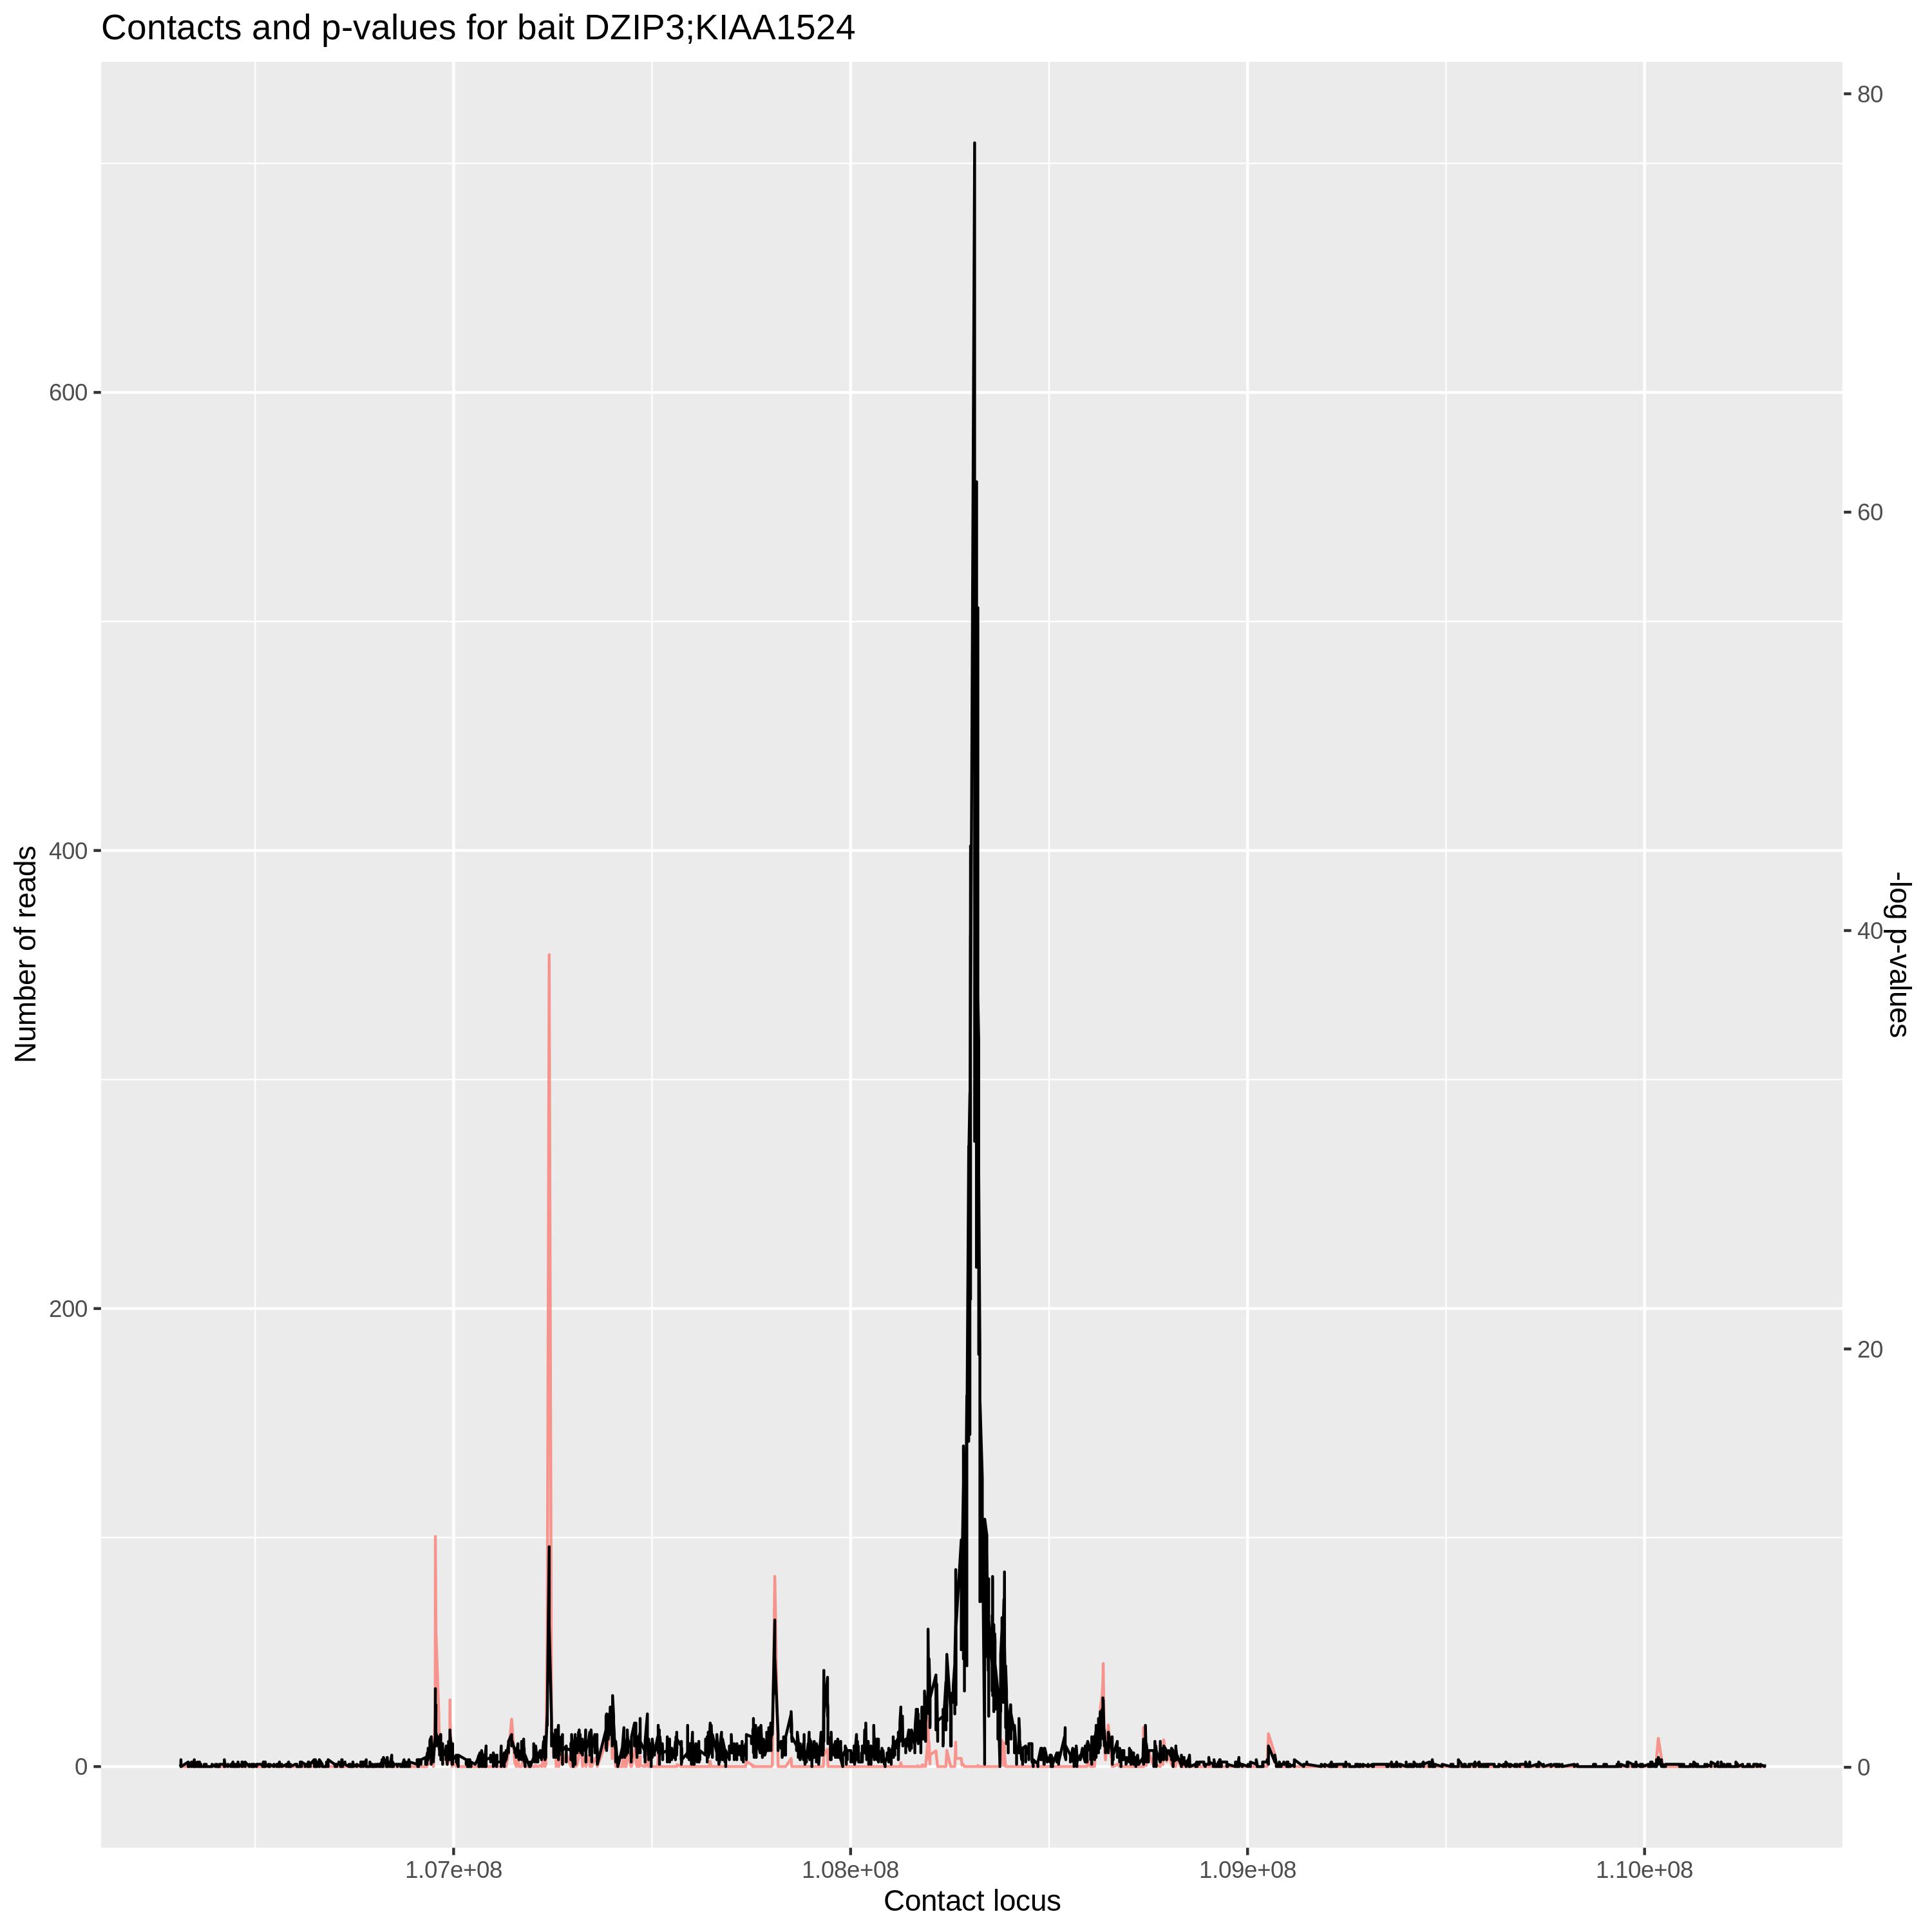 Contacts and p-values for bait DZIP3;KIAA1524
Number of reads
600
400
200
0
80
60
40
20
0
-log p-values
1.07e+08
1.08e+08
1.09e+08
1.10e+08
Contact locus